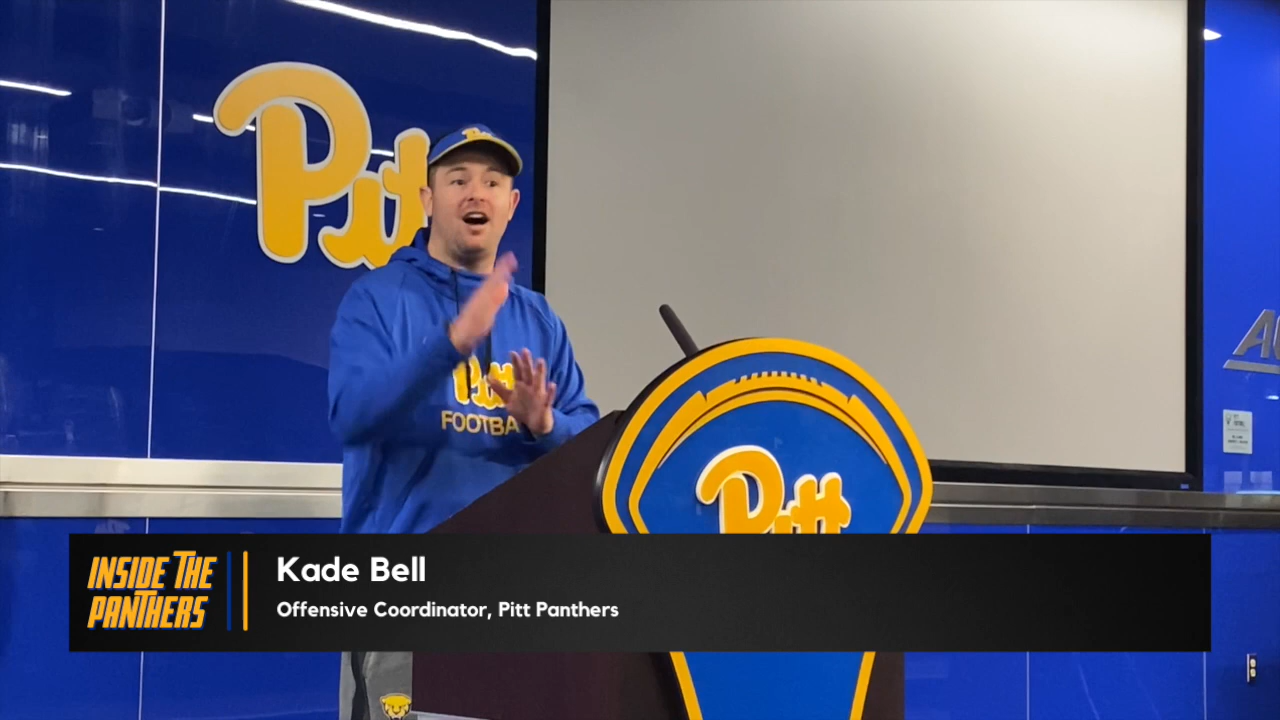 Pitt
Pitt
FOOTBA
Pitt
INSIDE THE
PANTHERS
Kade Bell
Offensive Coordinator, Pitt Panthers